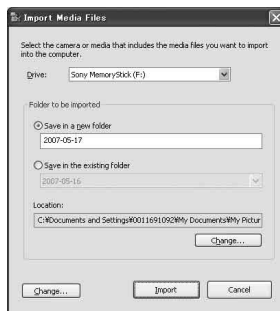 Import Media Files
Select the camera or media that includes the media files you want to import
into the computer.
Drive:
Sony MemoryStick (F:)
Folder to be imported
Save in a new folder
2007-05-17
Save in the existing folder
2007-05-16
Location:
C:¥Documents and Settings¥0011691092¥My Documents¥My Pictur
Change...
Change...
Import
Cancel